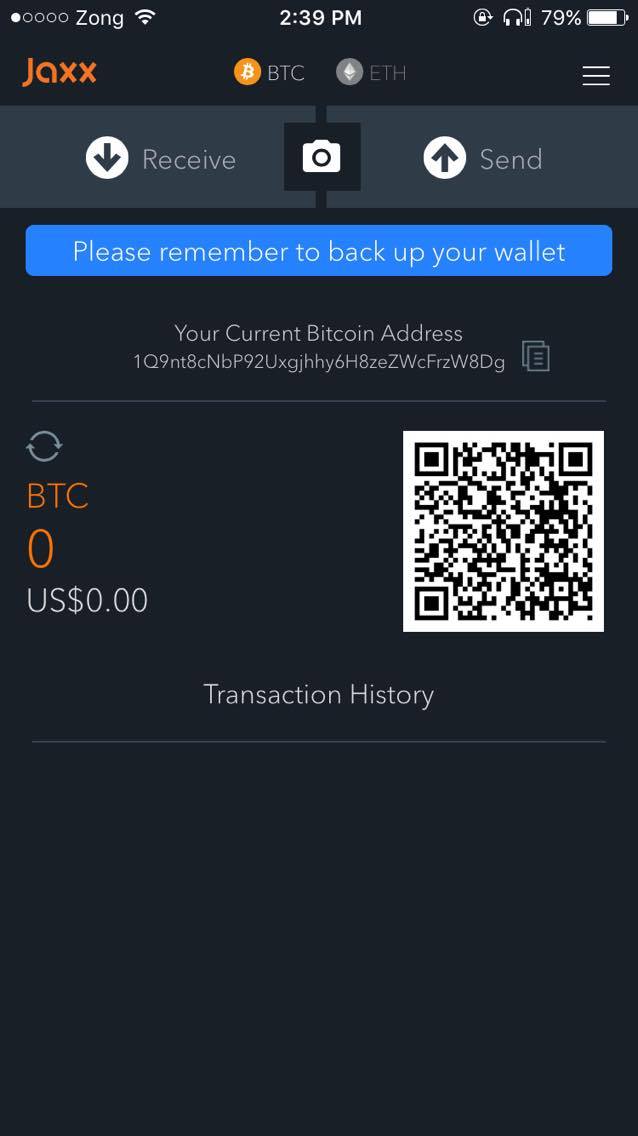 Zong 2:39 PM 79%
Jaxx BTC ETH
Receive Send
Please remember to back up your wallet
Your Current Bitcoin Address
1Q9nt8cNbP92Uxgjhhy6H8zeZWcFrzW8Dg
BTC
0
US$0.00
Transaction History